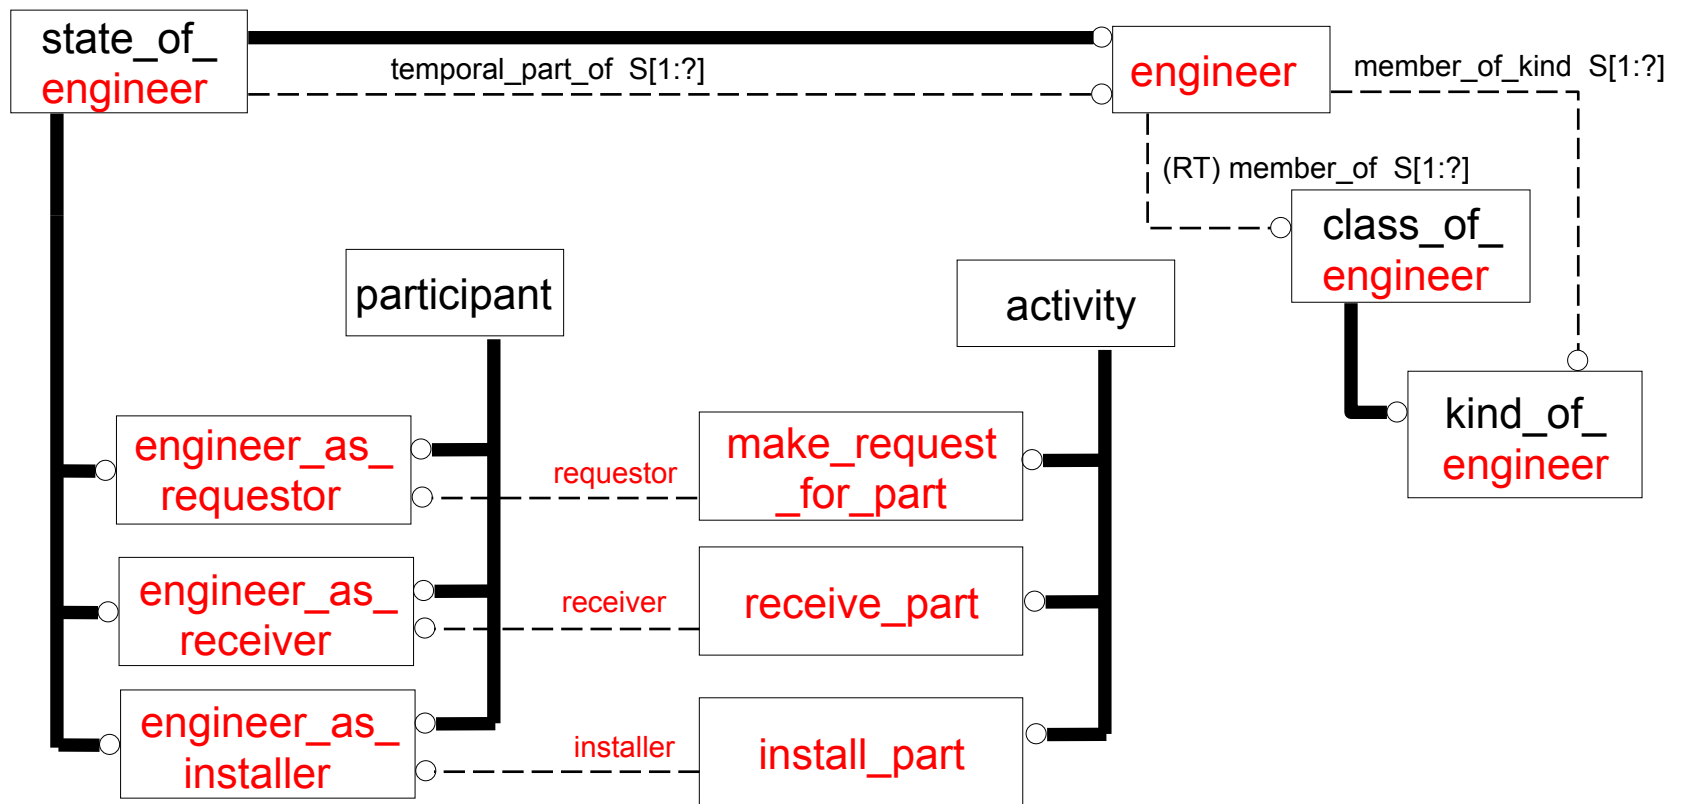 state_of_
engineer
temporal_part_of S[1:?]
engineer
member_of_kind S[1:?]
(RT) member_of S[1:?]
class_of_
engineer
participant
activity
kind_of_
engineer
engineer_as_
requestor
requestor
make_request
_for_part
engineer_as_
receiver
receiver
receive_part
engineer_as_
installer
installer
install_part